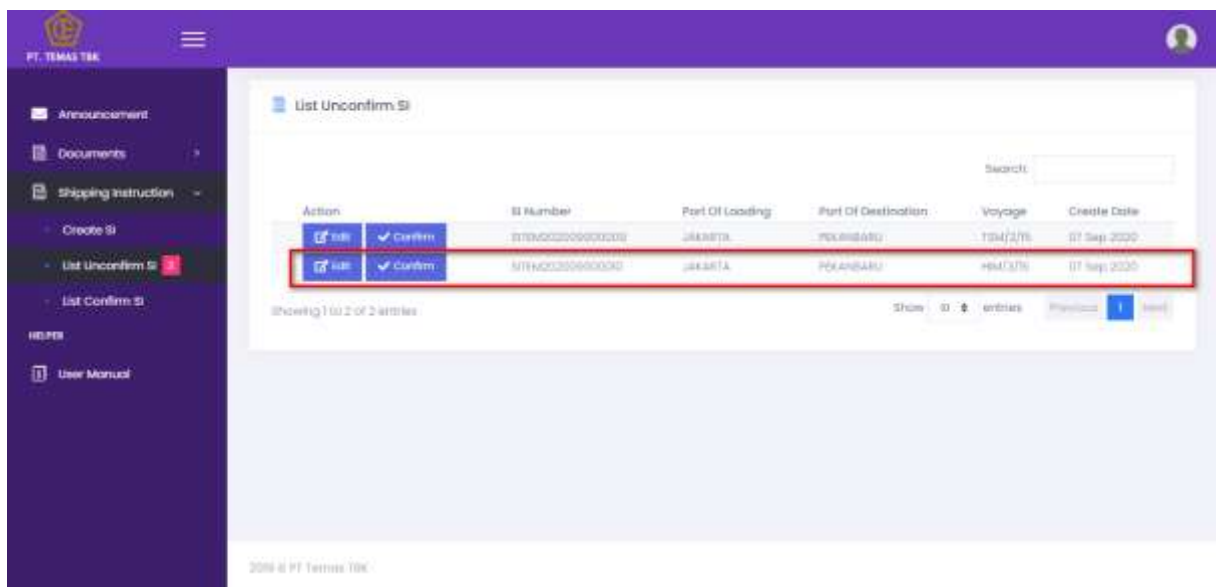 PT. TEMAS TBK
Announcement
Documents
Shipping Instruction
Create SI
List Unconfirm SI
List Confirm SI
HELPER
User Manual
List Unconfirm SI
Search:
Action SI Number Port Of Loading Port Of Destination Voyage Create Date
Edit Confirm JAKARTA PEKANBARU 07 Sep 2020
Edit Confirm JAKARTA PEKANBARU 07 Sep 2020
Showing 1 to 2 of 2 entries
Show 10 entries Previous 1 Next
2019 © PT Temas TBK